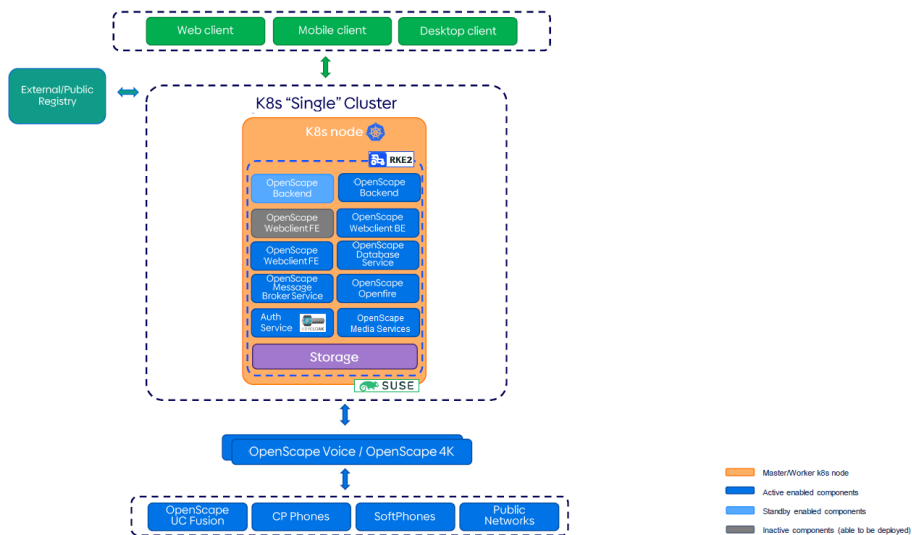 Web client
Mobile client
Desktop client
External/Public
Registry
K8s “Single” Cluster
K8s node
RKE2
OpenScape
Backend
OpenScape
Backend
OpenScape
Webclient FE
OpenScape
Webclient BE
OpenScape
Webclient FE
OpenScape
Database
Service
OpenScape
Message
Broker Service
OpenScape
Openfire
Auth
Service
OpenScape
Media Services
Storage
SUSE
OpenScape Voice / OpenScape 4K
OpenScape
UC Fusion
CP Phones
SoftPhones
Public
Networks
Master/Worker k8s node
Active enabled components
Standby enabled components
Inactive components (able to be deployed)